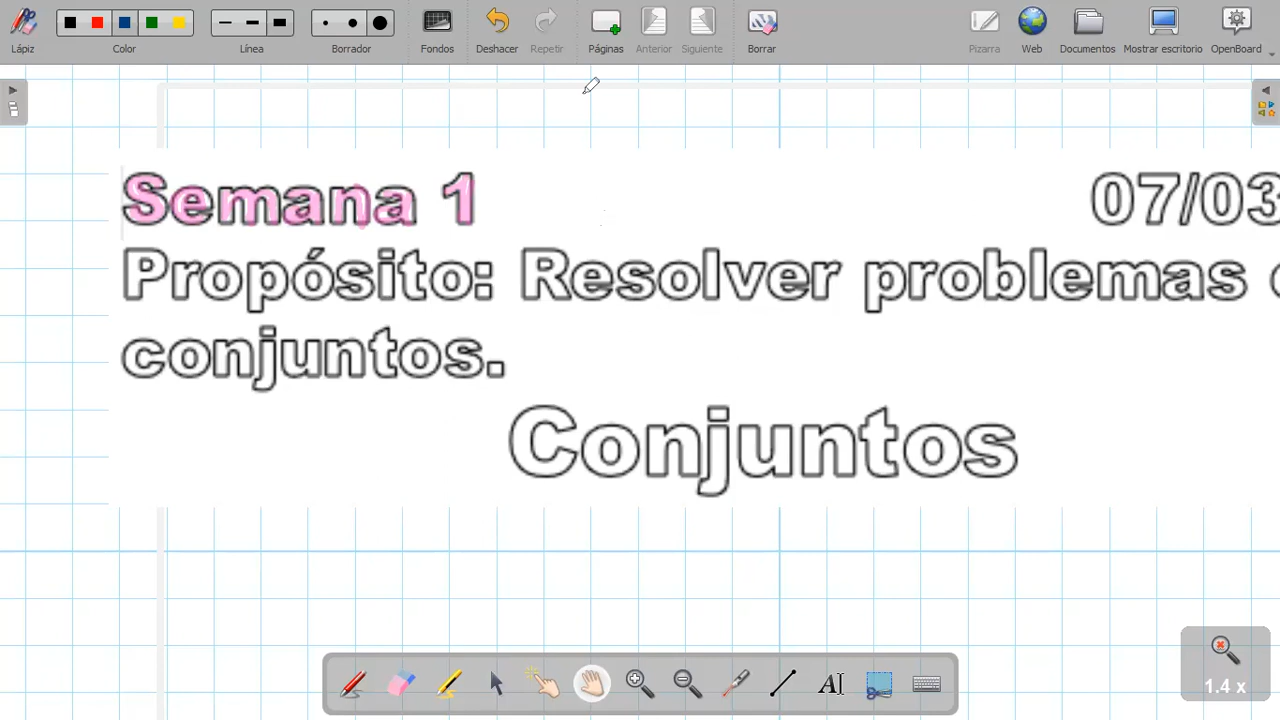 Lápiz Color Línea Borrador Fondos Deshacer Repetir Páginas Anterior Siguiente Borrar Pizarra Web Documentos Mostrar escritorio OpenBoard
Semana 1 07/03
Propósito: Resolver problemas
conjuntos.
Conjuntos
1.4 x